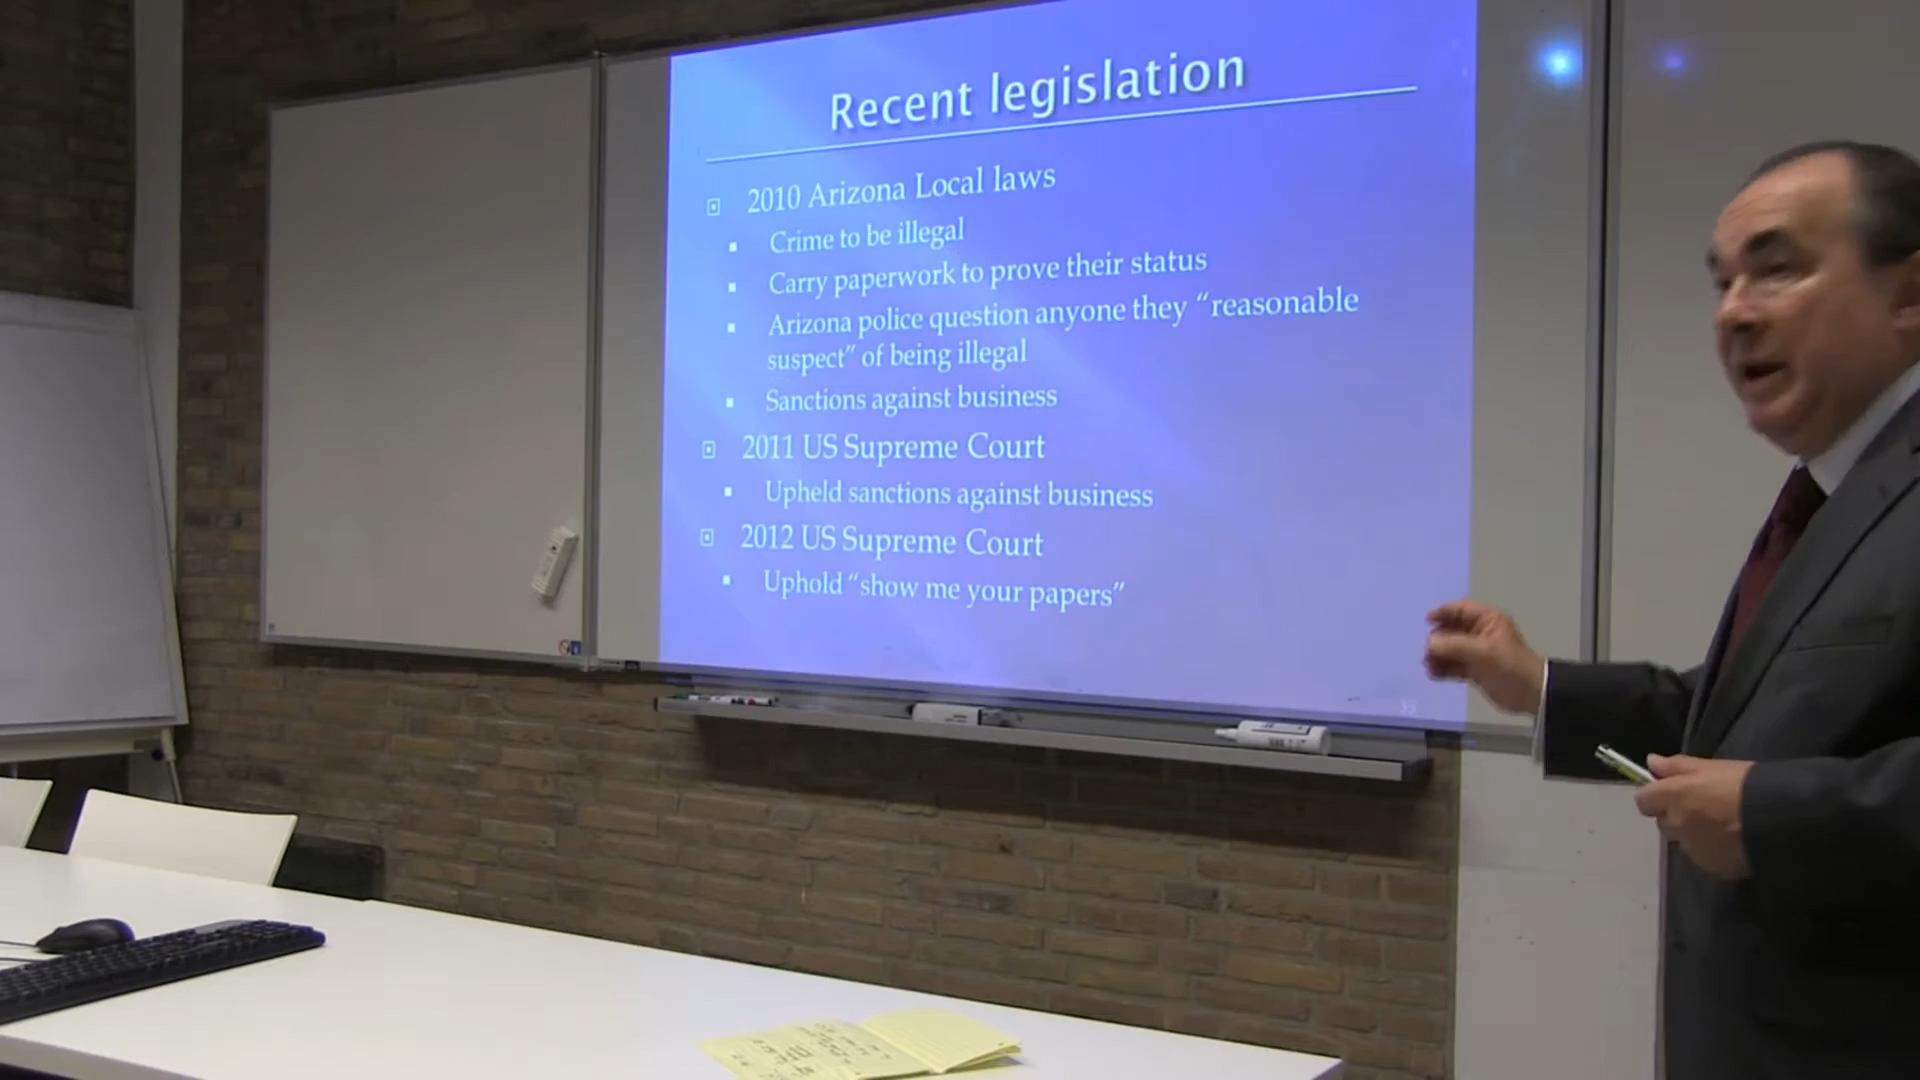 Recent legislation
2010 Arizona Local laws
Crime to be illegal
Carry paperwork to prove their status
Arizona police question anyone they “reasonable
suspect” of being illegal
Sanctions against business
2011 US Supreme Court
Upheld sanctions against business
2012 US Supreme Court
Uphold “show me your papers”